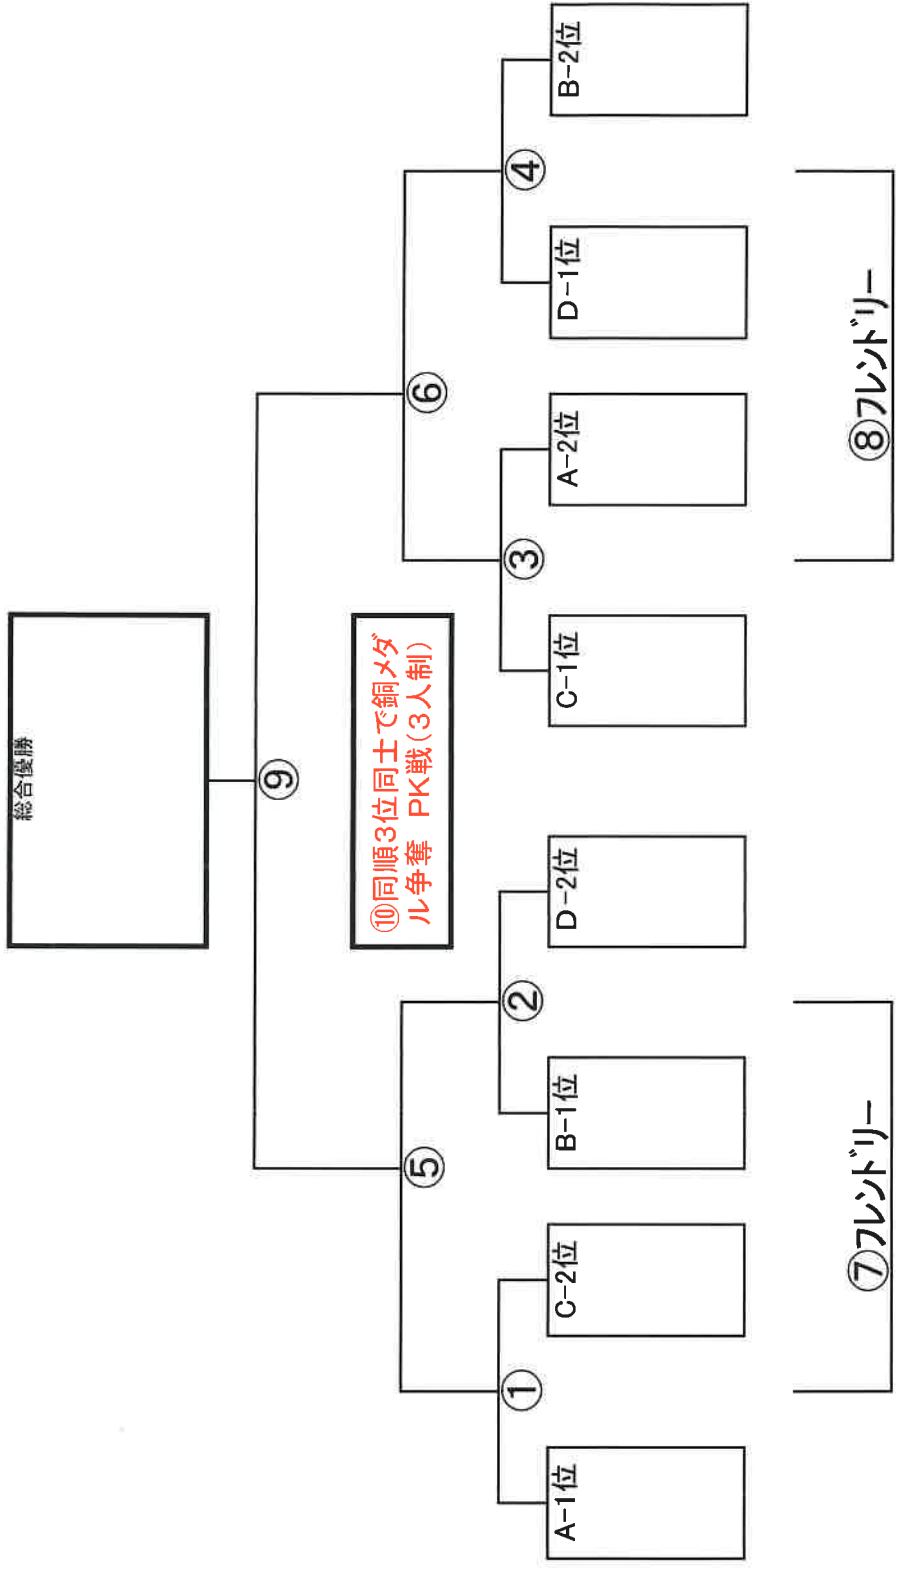 総合優勝
⑨
⑩同順3位同士で銅メダ
ル争奪 PK戦(3人制)
⑤
⑥
①
②
③
④
A-1位
C-2位
B-1位
D-2位
C-1位
A-2位
D-1位
B-2位
⑦フレンドリー
⑧フレンドリー